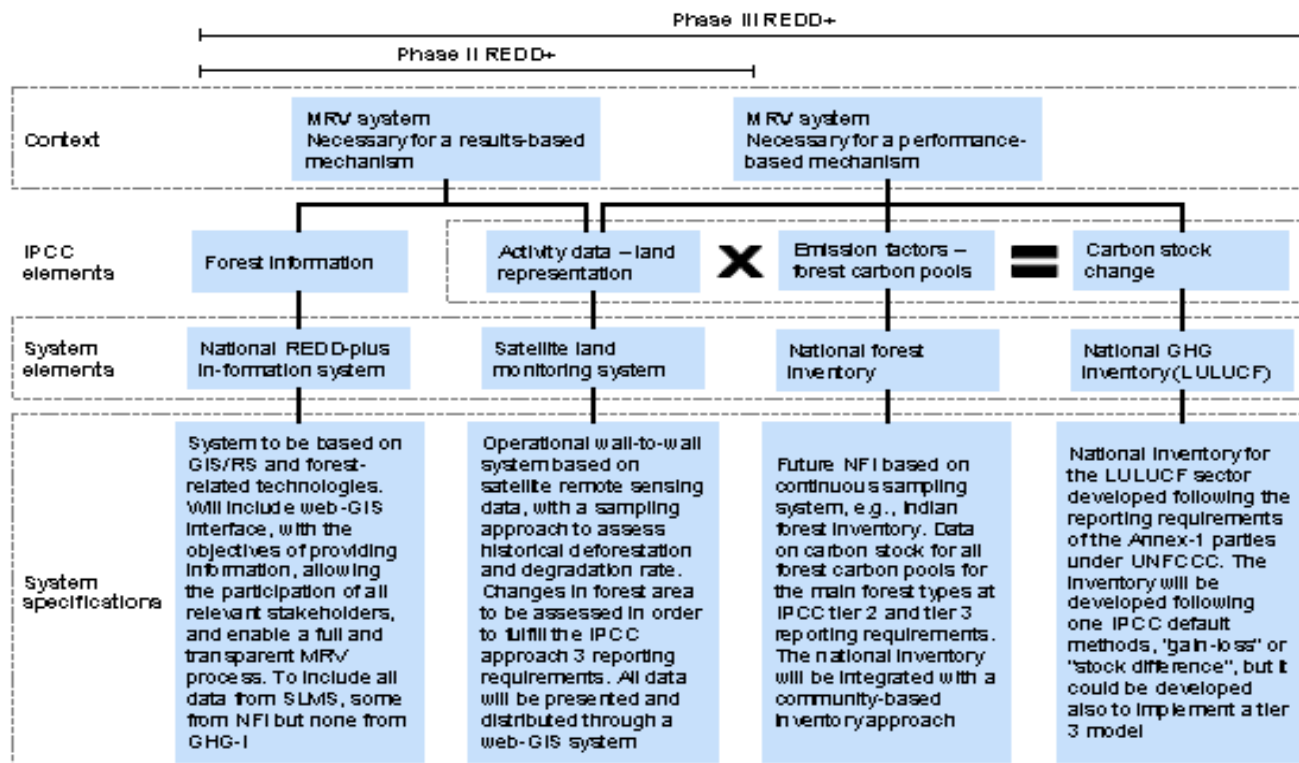 Phase III REDD+
Phase II REDD+
Context
MRV system
Necessary for a results-based
mechanism
MRV system
Necessary for a performance-
based mechanism
IPCC
elements
Forest information
Activity data – land
representation
X
Emission factors –
forest carbon pools
=
Carbon stock
change
System
elements
National REDD-plus
in-formation system
Satellite land
monitoring system
National forest
inventory
National GHG
inventory (LULUCF)
System
specifications
System to be based on
GIS/RS and forest-
related technologies.
Will include web-GIS
interface, with the
objectives of providing
information, allowing
the participation of all
relevant stakeholders,
and enable a full and
transparent MRV
process. To include all
data from SLMS, some
from NFI but none from
GHG-I
Operational wall-to-wall
system based on
satellite remote sensing
data, with a sampling
approach to assess
historical deforestation
and degradation rate.
Changes in forest area
to be assessed in order
to fulfill the IPCC
approach 3 reporting
requirements. All data
will be presented and
distributed through a
web-GIS system
Future NFI based on
continuous sampling
system, e.g., Indian
forest inventory. Data
on carbon stock for all
forest carbon pools for
the main forest types at
IPCC tier 2 and tier 3
reporting requirements.
The national inventory
will be integrated with a
community-based
inventory approach
National inventory for
the LULUCF sector
developed following the
reporting requirements
of the Annex-1 parties
under UNFCCC. The
inventory will be
developed following
one IPCC default
methods, "gain-loss" or
"stock difference", but it
could be developed
also to implement a tier
3 model